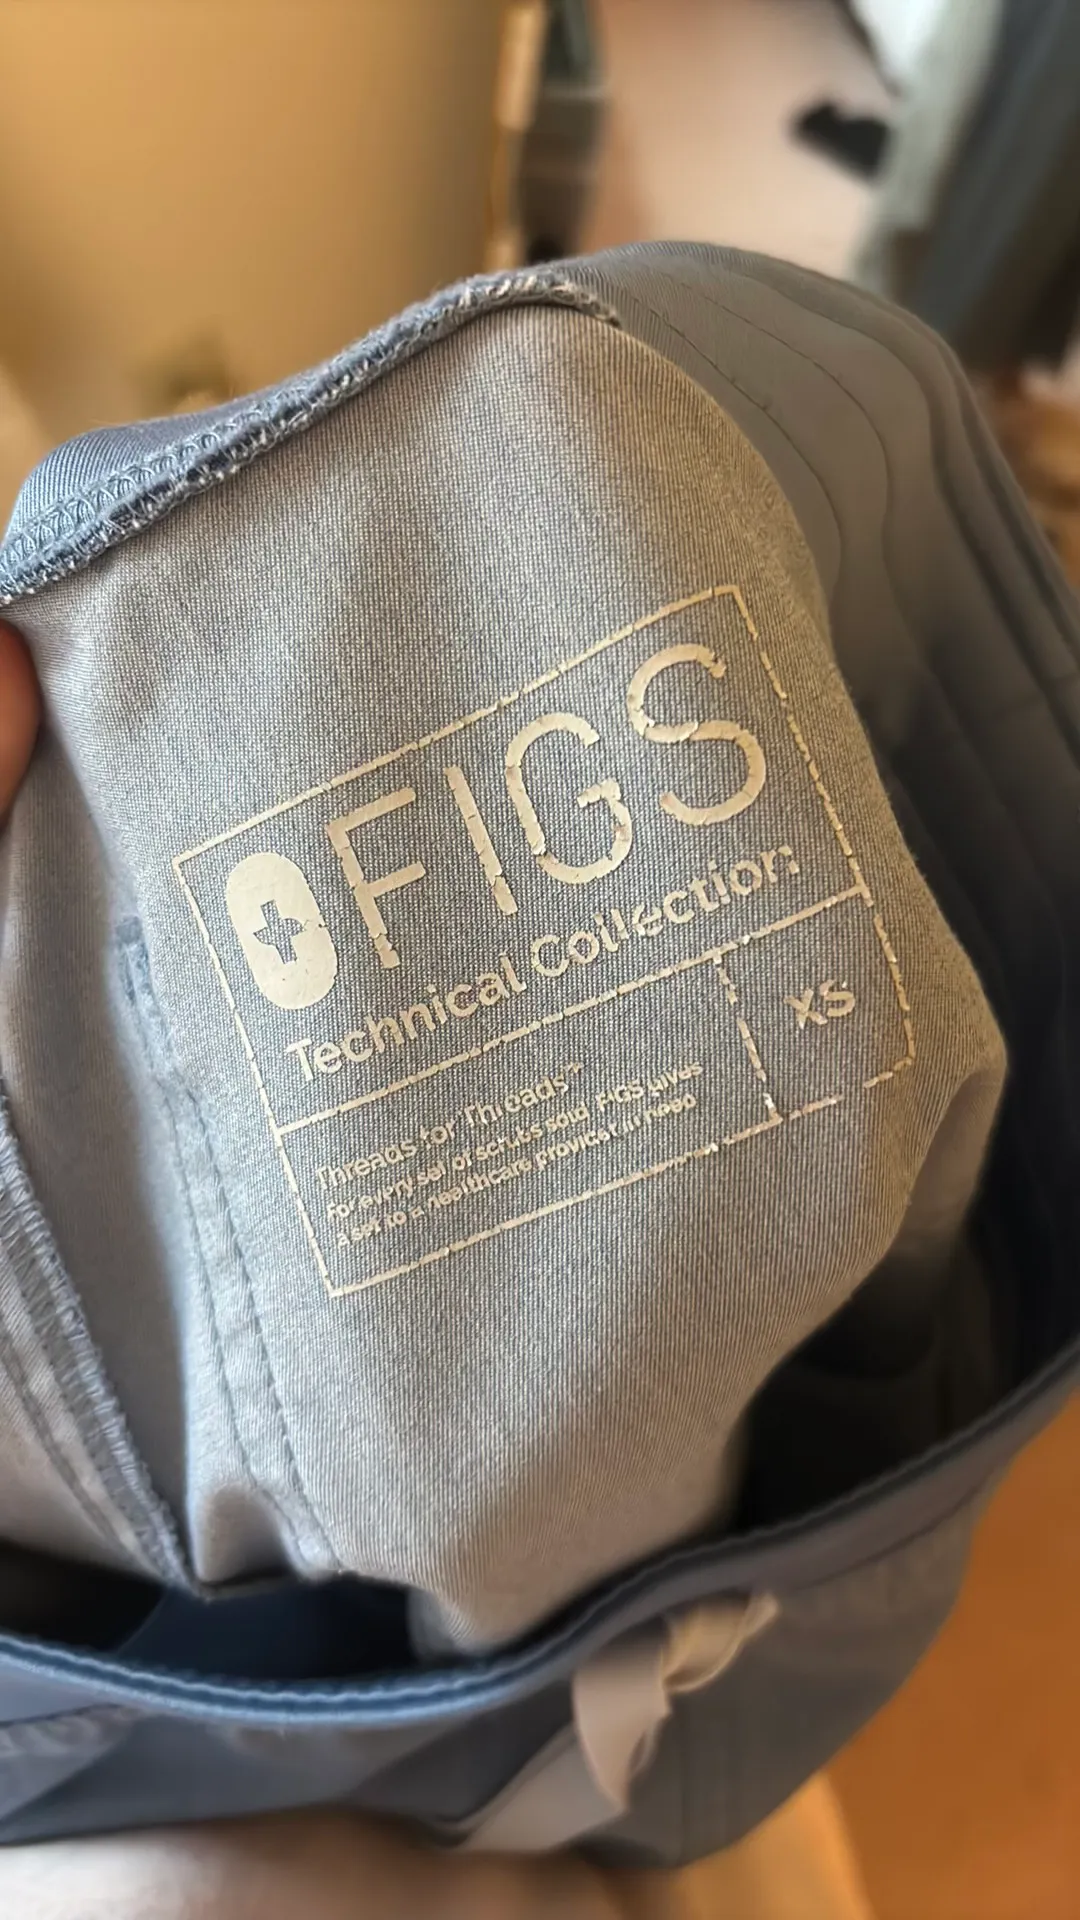 FIGS
Technical Collection
XS
Threads for Threads™
For every set of scrubs sold, FIGS gives
a set to a healthcare provider in need